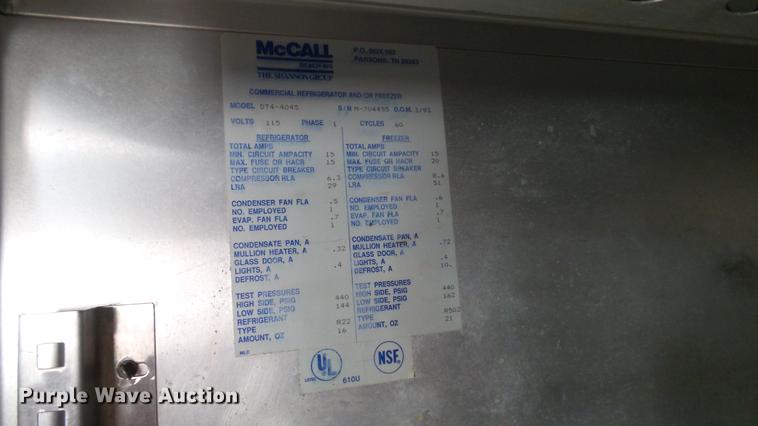 McCALL
REACH-INS
THE SHANNON GROUP
P.O. BOX
PARSONS, TN 38363
COMMERCIAL REFRIGERATOR AND/OR FREEZER
MODEL DT4-4045 S/N M-704455 D.O.M. 3/92
VOLTS 115 PHASE 1 CYCLES 60
REFRIGERATOR
TOTAL AMPS
MIN. CIRCUIT AMPACITY 15
MAX. FUSE OR HACR 15
TYPE CIRCUIT BREAKER
COMPRESSOR RLA 6.3
LRA 29
CONDENSER FAN FLA .5
NO. EMPLOYED 1
EVAP. FAN FLA .7
NO. EMPLOYED 1
CONDENSATE PAN, A
MULLION HEATER, A .32
GLASS DOOR, A
LIGHTS, A .4
DEFROST, A
TEST PRESSURES
HIGH SIDE, PSIG 440
LOW SIDE, PSIG 144
REFRIGERANT
TYPE R22
AMOUNT, OZ 16
FREEZER
TOTAL AMPS
MIN. CIRCUIT AMPACITY 15
MAX. FUSE OR HACR 20
TYPE CIRCUIT BREAKER
COMPRESSOR RLA 8.6
LRA 51
CONDENSER FAN FLA .6
NO. EMPLOYED 1
EVAP. FAN FLA .7
NO. EMPLOYED 1
CONDENSATE PAN, A
MULLION HEATER, A .72
GLASS DOOR, A
LIGHTS, A .4
DEFROST, A 10.
TEST PRESSURES
HIGH SIDE, PSIG 440
LOW SIDE, PSIG 162
REFRIGERANT
TYPE R502
AMOUNT, OZ 21
UL
NSF
610U
Purple Wave Auction